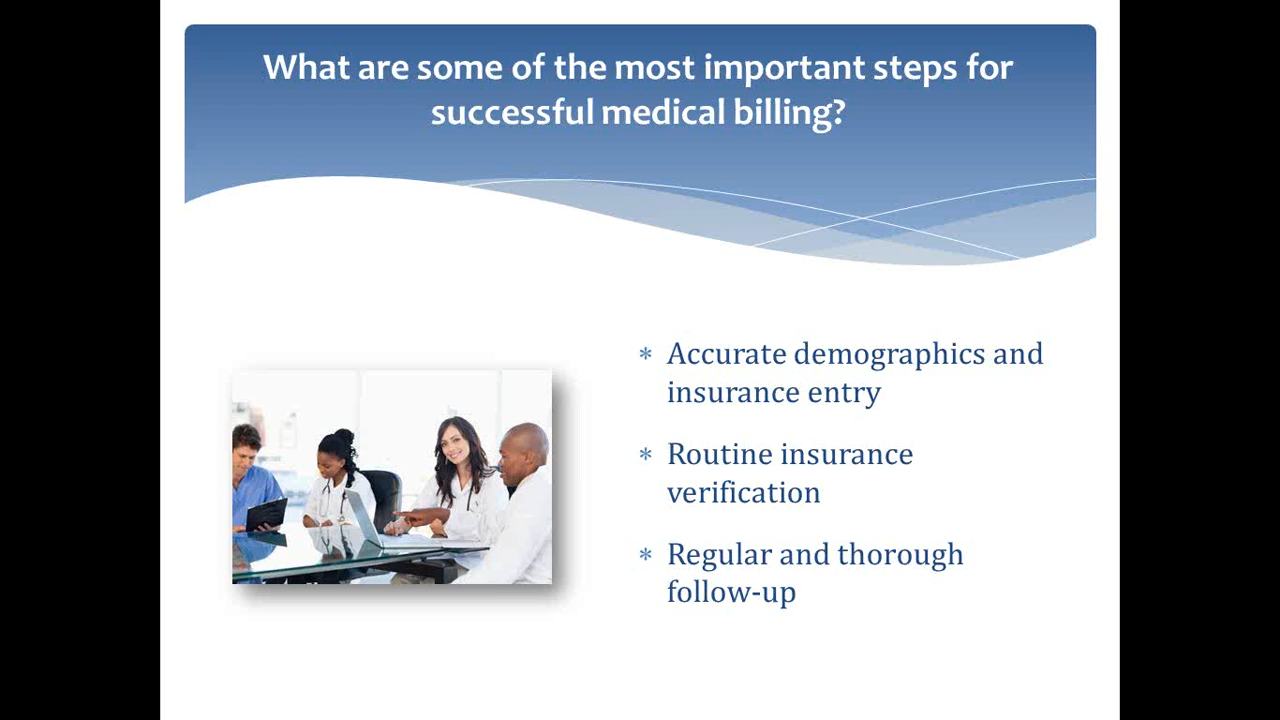 What are some of the most important steps for
successful medical billing?
* Accurate demographics and
insurance entry
* Routine insurance
verification
* Regular and thorough
follow-up